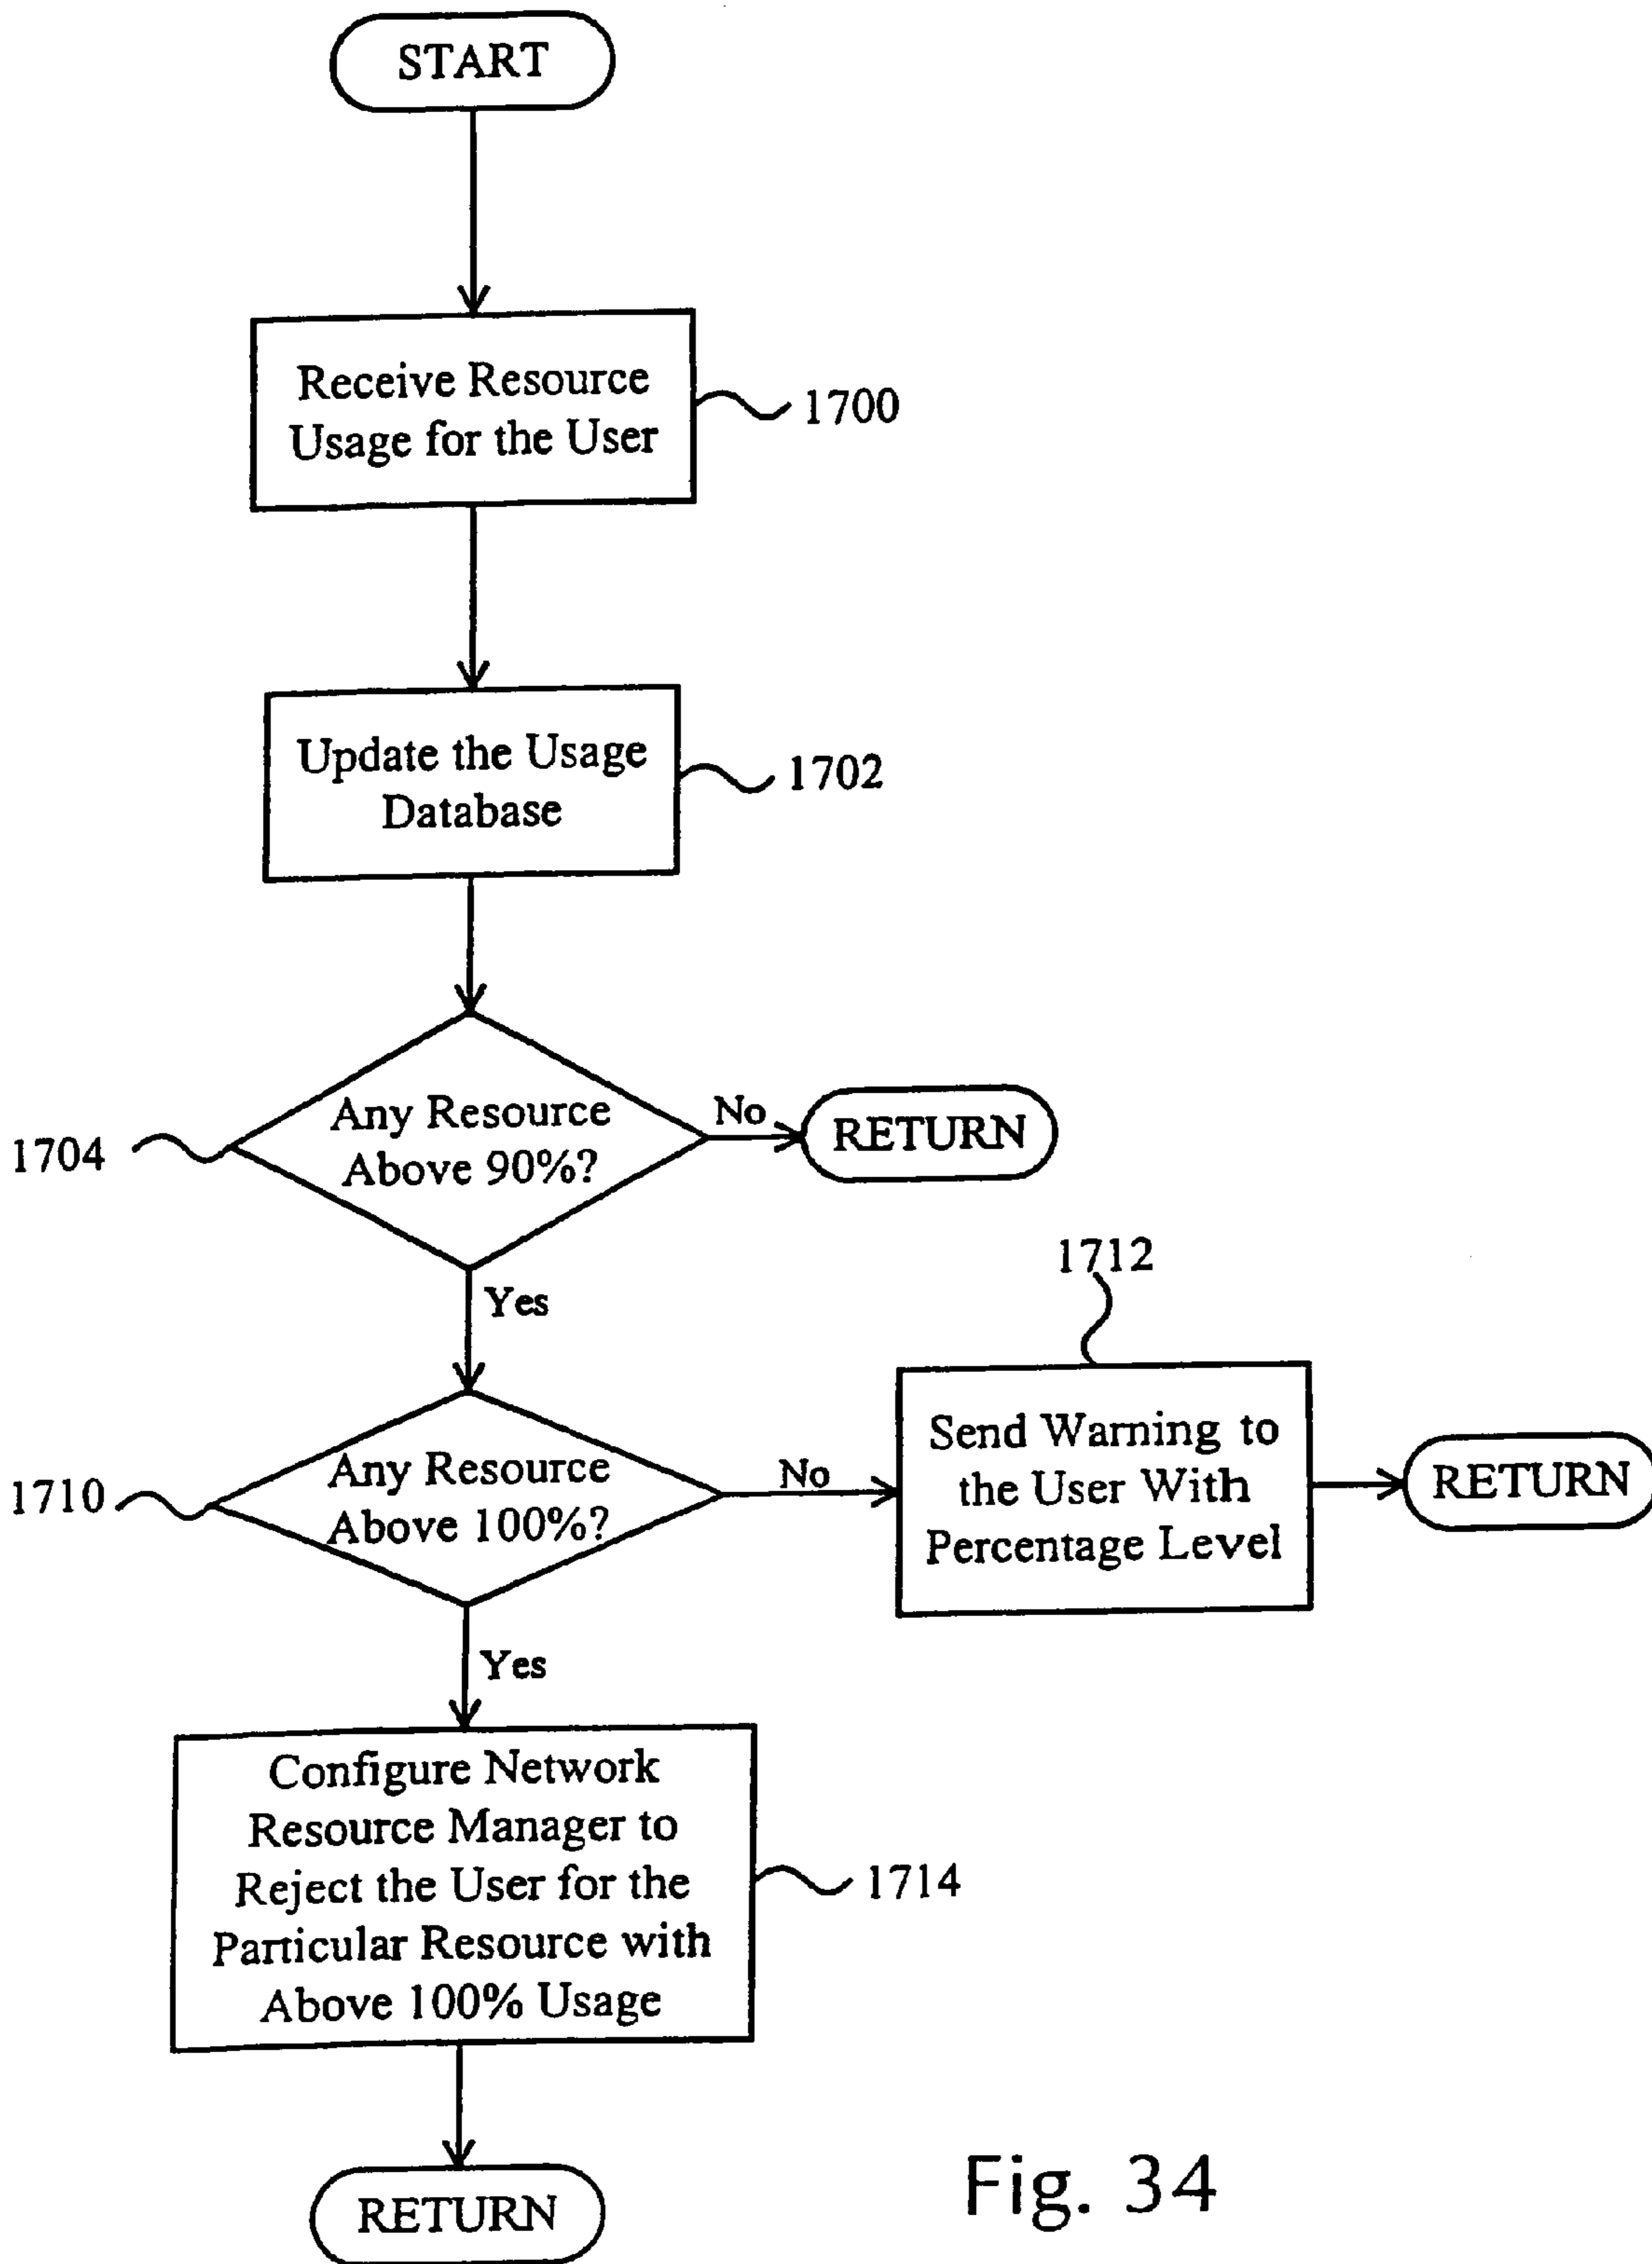 START
Receive Resource
Usage for the User
1700
Update the Usage
Database
1702
Any Resource
Above 90%?
1704
No
RETURN
Yes
Any Resource
Above 100%?
1710
No
1712
Send Warning to
the User With
Percentage Level
RETURN
Yes
Configure Network
Resource Manager to
Reject the User for the
Particular Resource with
Above 100% Usage
1714
RETURN
Fig. 34